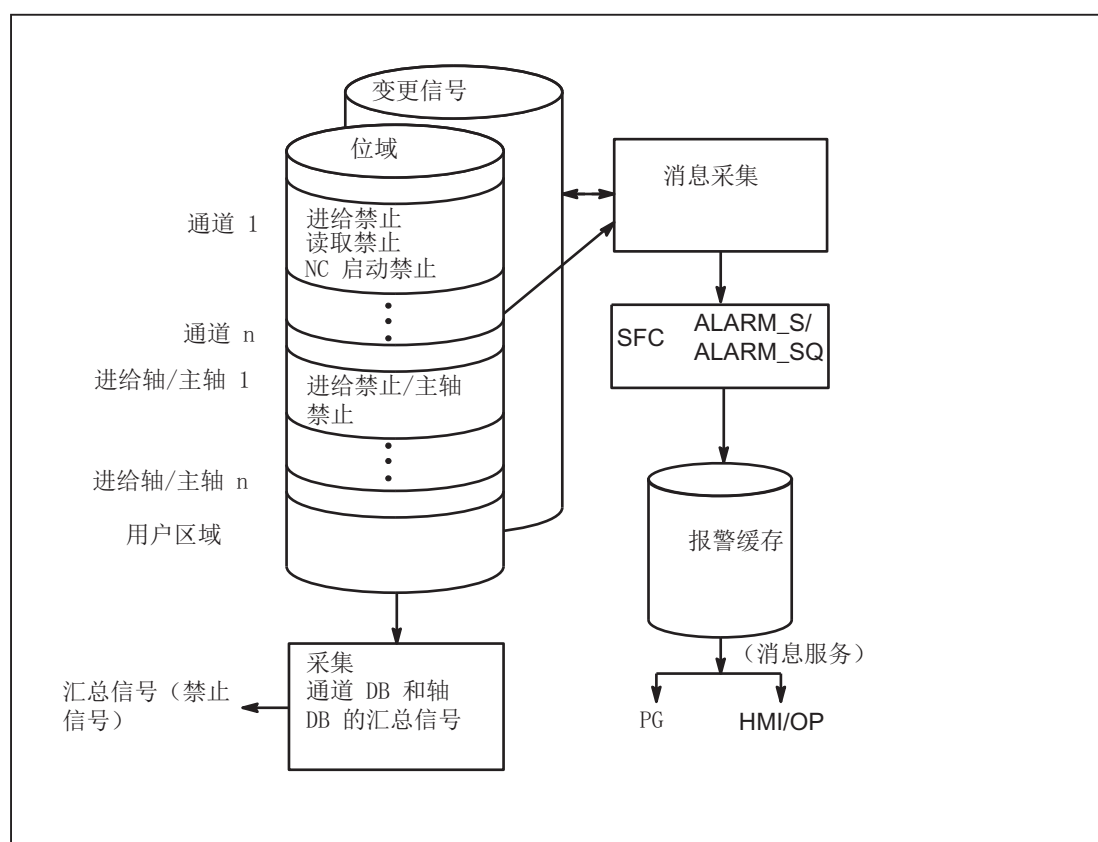 变更信号
位域
消息采集
通道 1
进给禁止
读取禁止
NC 启动禁止
通道 n
SFC
ALARM_S/
ALARM_SQ
进给轴/主轴 1
进给禁止/主轴
禁止
进给轴/主轴 n
用户区域
报警缓存
（消息服务）
采集
通道 DB 和轴
DB 的汇总信号
汇总信号（禁止
信号）
PG
HMI/OP